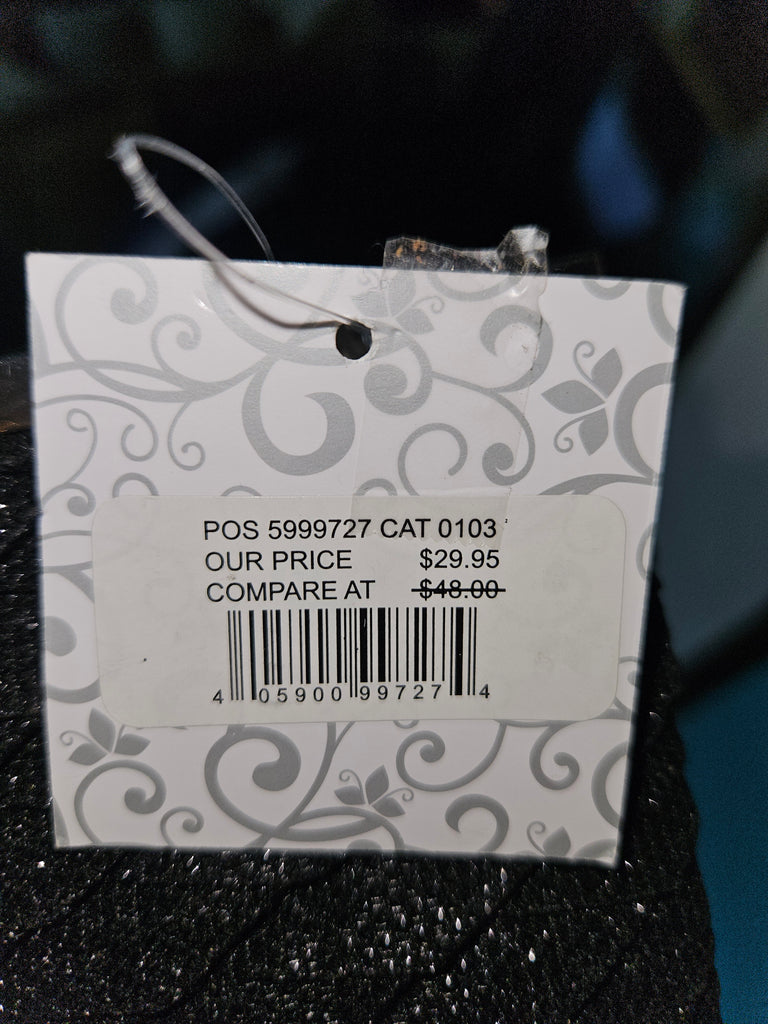 POS 5999727 CAT 0103
OUR PRICE $29.95
COMPARE AT $48.00
4 05900 99727 4